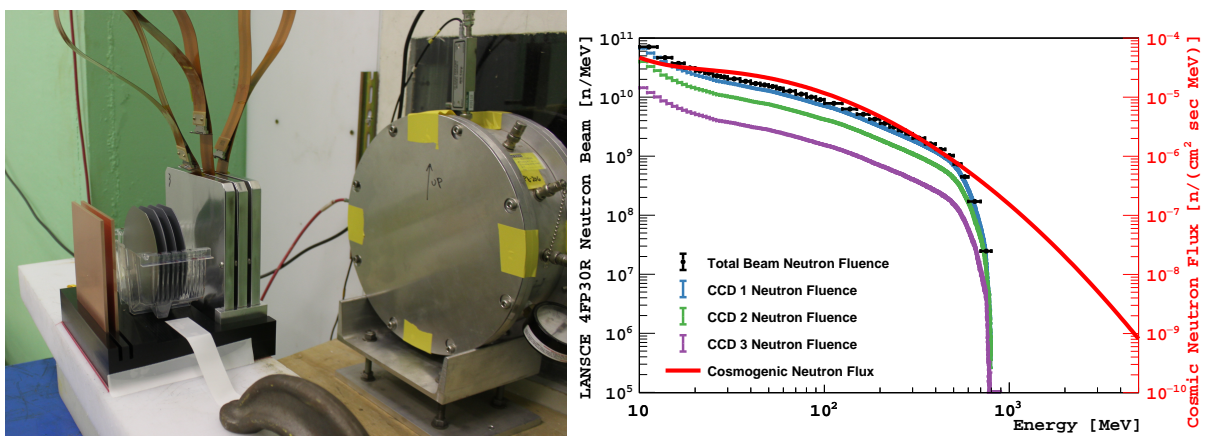 UP
LANSCE 4FP30R Neutron Beam [n/MeV]
10^11
10^10
10^9
10^8
10^7
10^6
10^5
Total Beam Neutron Fluence
CCD 1 Neutron Fluence
CCD 2 Neutron Fluence
CCD 3 Neutron Fluence
Cosmogenic Neutron Flux
10
10^2
10^3
Energy [MeV]
10^-4
10^-5
10^-6
10^-7
10^-8
10^-9
10^-10
Cosmic Neutron Flux [n/(cm^2 sec MeV)]